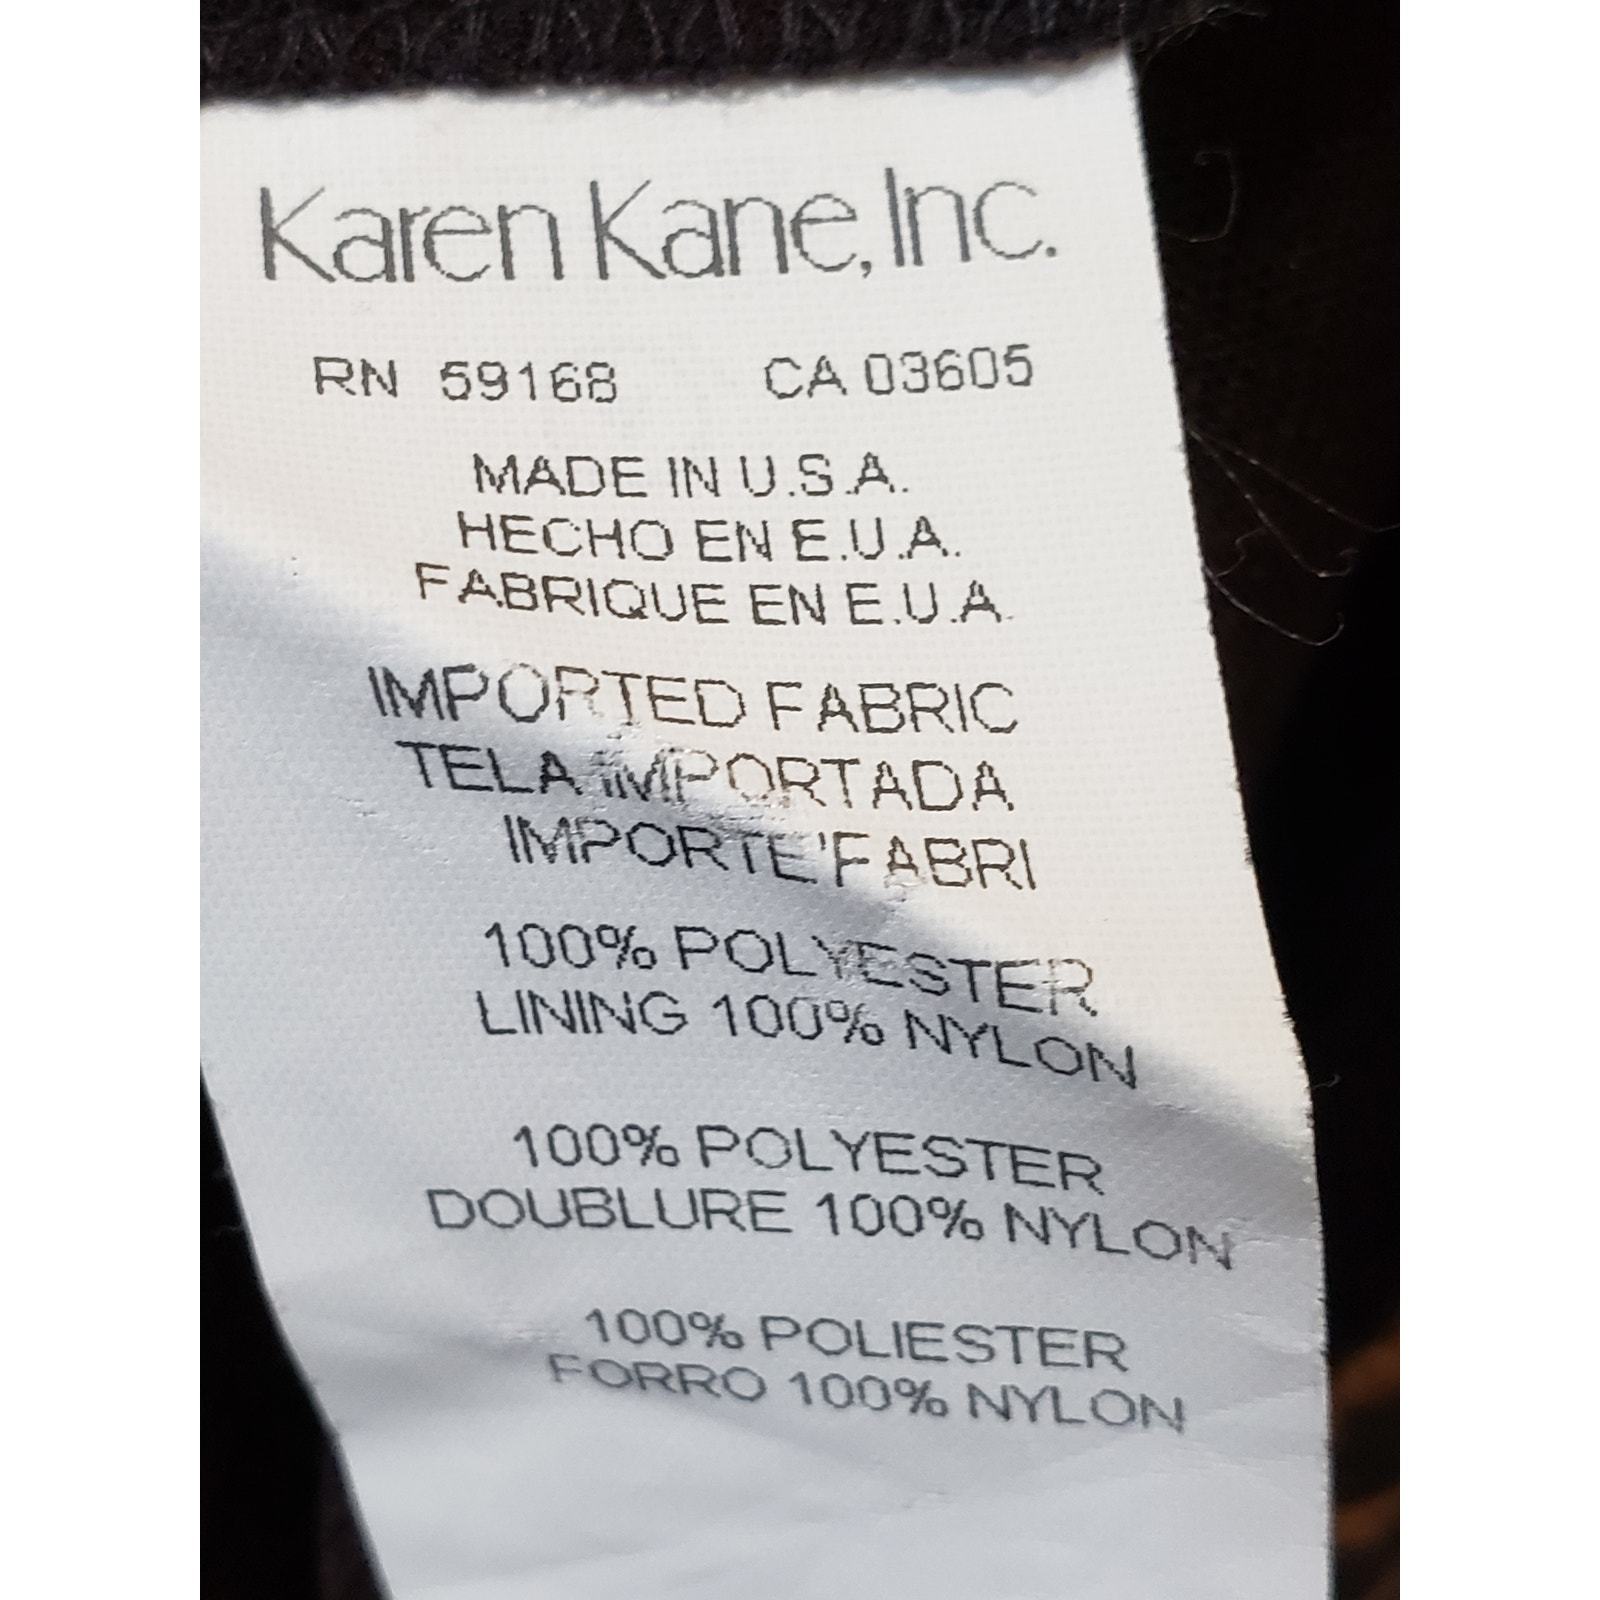 Karen Kane, Inc.
RN 59168 CA 03605
MADE IN U.S.A.
HECHO EN E.U.A.
FABRIQUE EN E.U.A.
IMPORTED FABRIC
TELA IMPORTADA
IMPORTE'FABRI
100% POLYESTER
LINING 100% NYLON
100% POLYESTER
DOUBLURE 100% NYLON
100% POLIESTER
FORRO 100% NYLON